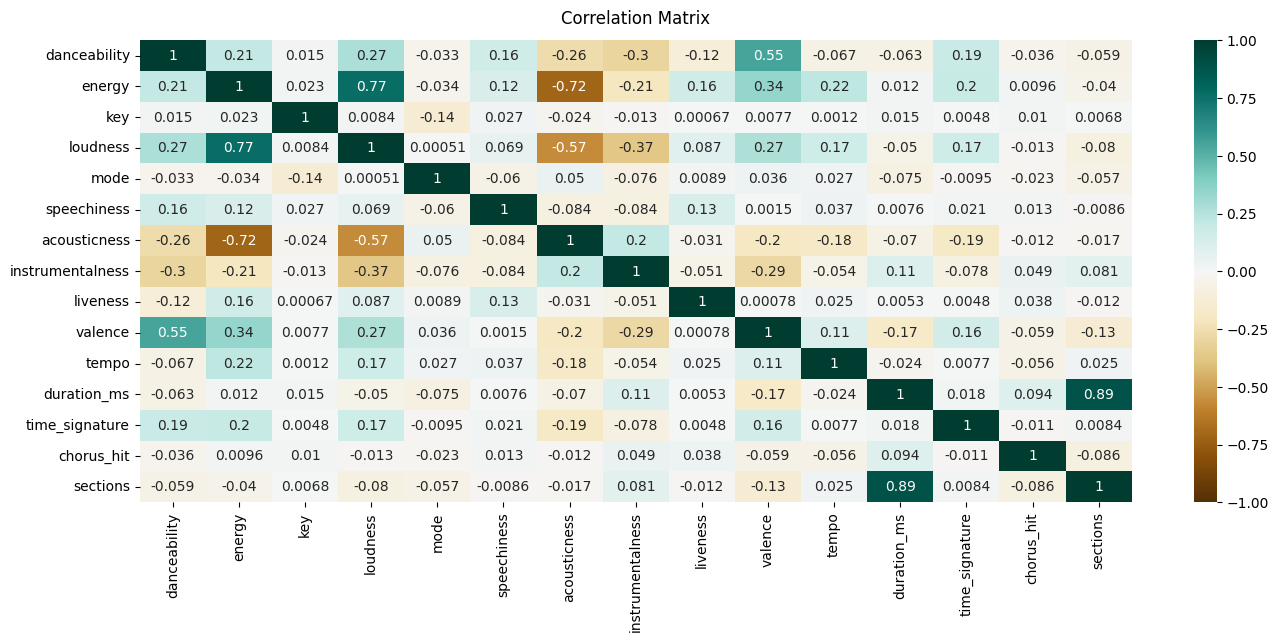 Correlation Matrix
danceability 1 0.21 0.015 0.27 -0.033 0.16 -0.26 -0.3 -0.12 0.55 -0.067 -0.063 0.19 -0.036 -0.059
energy 0.21 1 0.023 0.77 -0.034 0.12 -0.72 -0.21 0.16 0.34 0.22 0.012 0.2 0.0096 -0.04
key 0.015 0.023 1 0.0084 -0.14 0.027 -0.024 -0.013 0.00067 0.0077 0.0012 0.015 0.0048 0.01 0.0068
loudness 0.27 0.77 0.0084 1 0.00051 0.069 -0.57 -0.37 0.087 0.27 0.17 -0.05 0.17 -0.013 -0.08
mode -0.033 -0.034 -0.14 0.00051 1 -0.06 0.05 -0.076 0.0089 0.036 0.027 -0.075 -0.0095 -0.023 -0.057
speechiness 0.16 0.12 0.027 0.069 -0.06 1 -0.084 -0.084 0.13 0.0015 0.037 0.0076 0.021 0.013 -0.0086
acousticness -0.26 -0.72 -0.024 -0.57 0.05 -0.084 1 0.2 -0.031 -0.2 -0.18 -0.07 -0.19 -0.012 -0.017
instrumentalness -0.3 -0.21 -0.013 -0.37 -0.076 -0.084 0.2 1 -0.051 -0.29 -0.054 0.11 -0.078 0.049 0.081
liveness -0.12 0.16 0.00067 0.087 0.0089 0.13 -0.031 -0.051 1 0.00078 0.025 0.0053 0.0048 0.038 -0.012
valence 0.55 0.34 0.0077 0.27 0.036 0.0015 -0.2 -0.29 0.00078 1 0.11 -0.17 0.16 -0.059 -0.13
tempo -0.067 0.22 0.0012 0.17 0.027 0.037 -0.18 -0.054 0.025 0.11 1 -0.024 0.0077 -0.056 0.025
duration_ms -0.063 0.012 0.015 -0.05 -0.075 0.0076 -0.07 0.11 0.0053 -0.17 -0.024 1 0.018 0.094 0.89
time_signature 0.19 0.2 0.0048 0.17 -0.0095 0.021 -0.19 -0.078 0.0048 0.16 0.0077 0.018 1 -0.011 0.0084
chorus_hit -0.036 0.0096 0.01 -0.013 -0.023 0.013 -0.012 0.049 0.038 -0.059 -0.056 0.094 -0.011 1 -0.086
sections -0.059 -0.04 0.0068 -0.08 -0.057 -0.0086 -0.017 0.081 -0.012 -0.13 0.025 0.89 0.0084 -0.086 1
danceability
energy
key
loudness
mode
speechiness
acousticness
instrumentalness
liveness
valence
tempo
duration_ms
time_signature
chorus_hit
sections
1.00
0.75
0.50
0.25
0.00
−0.25
−0.50
−0.75
−1.00